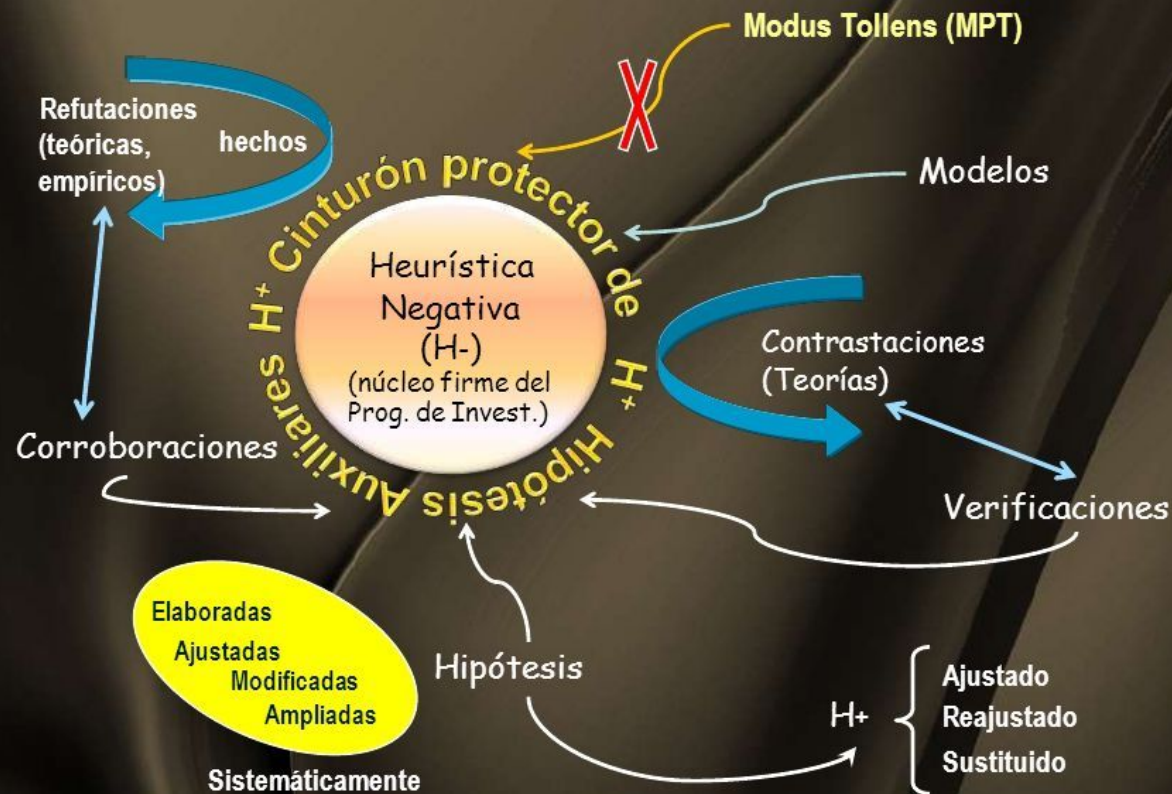 Modus Tollens (MPT)
Refutaciones
(teóricas,
empíricos)
hechos
Modelos
H+ Cinturón protector de H+ Hipótesis Auxiliares
Heurística
Negativa
(H-)
(núcleo firme del
Prog. de Invest.)
Contrastaciones
(Teorías)
Corroboraciones
Verificaciones
Elaboradas
Ajustadas
Modificadas
Ampliadas
Sistemáticamente
Hipótesis
H+
Ajustado
Reajustado
Sustituido